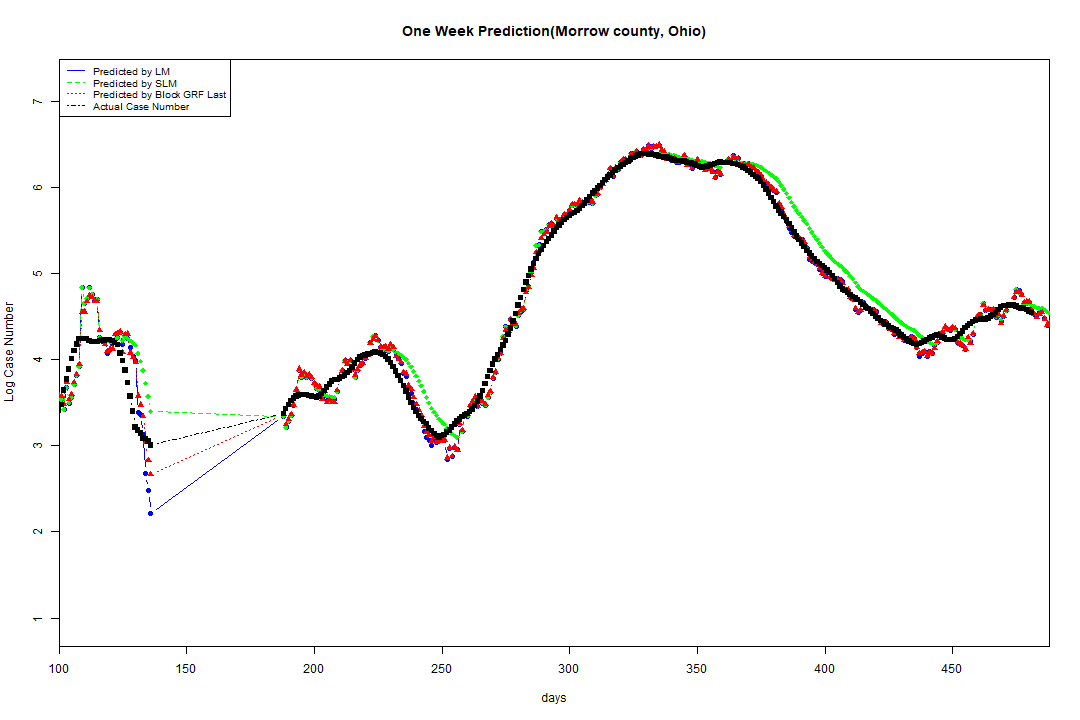 One Week Prediction(Morrow county, Ohio)
Predicted by LM
Predicted by SLM
Predicted by Block GRF Last
Actual Case Number
7
6
5
4
3
2
1
Log Case Number
100 150 200 250 300 350 400 450
days